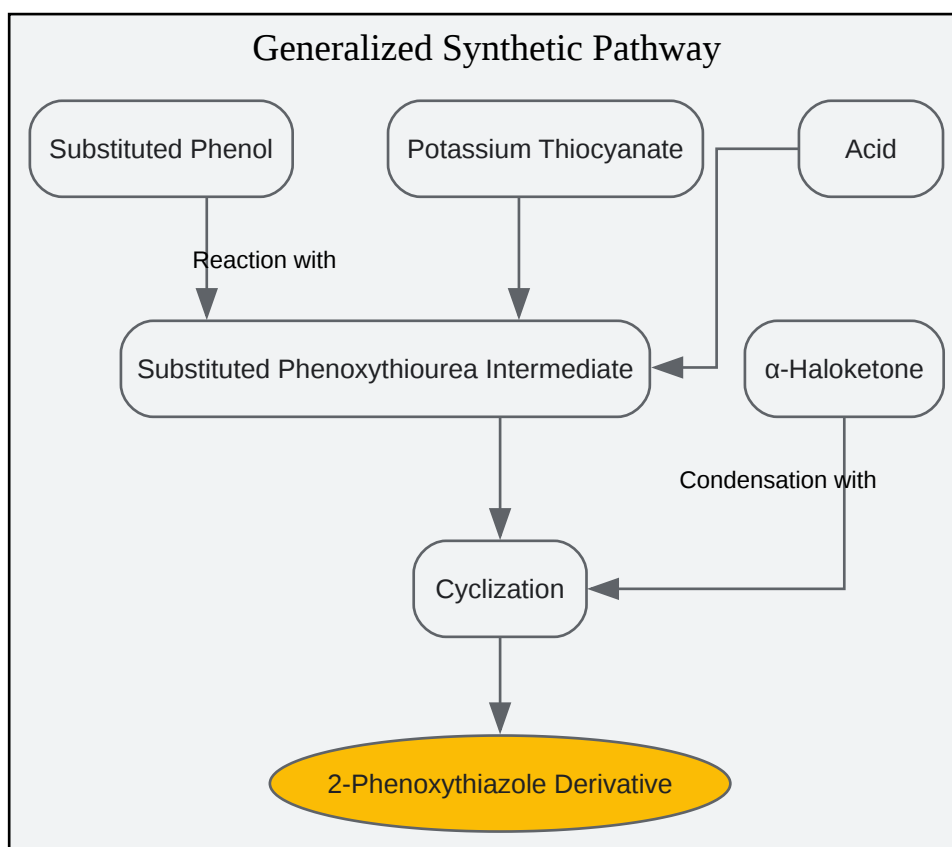 Generalized Synthetic Pathway
Substituted Phenol
Potassium Thiocyanate
Acid
Reaction with
Substituted Phenoxythiourea Intermediate
α-Haloketone
Condensation with
Cyclization
2-Phenoxythiazole Derivative